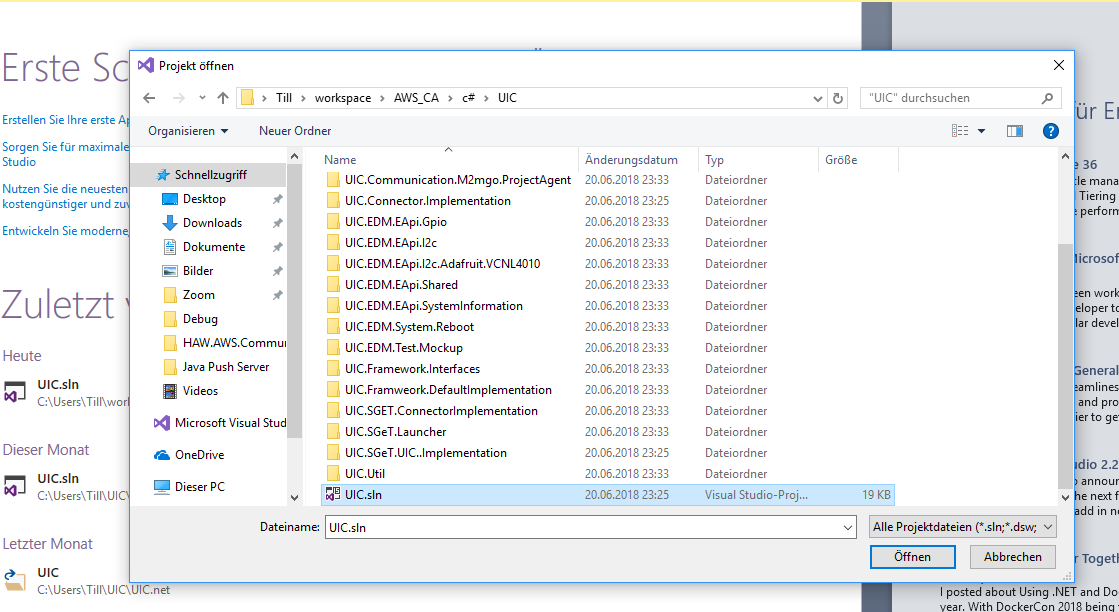 Erste Sc
Erstellen Sie Ihre erste Ap
Sorgen Sie für maximale
Studio
Nutzen Sie die neuesten
kostengünstiger und zuv
Entwickeln Sie moderne,
Zuletzt v
Heute
UIC.sln
C:\Users\Till\worl
Dieser Monat
UIC.sln
C:\Users\Till\UIC\
Letzter Monat
UIC
C:\Users\Till\UIC\UIC.net
Projekt öffnen
Till > workspace > AWS_CA > c# > UIC
"UIC" durchsuchen
Organisieren
Neuer Ordner
?
Schnellzugriff
Desktop
Downloads
Dokumente
Bilder
Zoom
Debug
HAW.AWS.Commu
Java Push Server
Videos
Microsoft Visual Stud
OneDrive
Dieser PC
Name Änderungsdatum Typ Größe
UIC.Communication.M2mgo.ProjectAgent 20.06.2018 23:33 Dateiordner
UIC.Connector.Implementation 20.06.2018 23:25 Dateiordner
UIC.EDM.EApi.Gpio 20.06.2018 23:33 Dateiordner
UIC.EDM.EApi.I2c 20.06.2018 23:33 Dateiordner
UIC.EDM.EApi.I2c.Adafruit.VCNL4010 20.06.2018 23:33 Dateiordner
UIC.EDM.EApi.Shared 20.06.2018 23:33 Dateiordner
UIC.EDM.EApi.SystemInformation 20.06.2018 23:33 Dateiordner
UIC.EDM.System.Reboot 20.06.2018 23:33 Dateiordner
UIC.EDM.Test.Mockup 20.06.2018 23:33 Dateiordner
UIC.Framework.Interfaces 20.06.2018 23:33 Dateiordner
UIC.Framweork.DefaultImplementation 20.06.2018 23:33 Dateiordner
UIC.SGET.ConnectorImplementation 20.06.2018 23:33 Dateiordner
UIC.SGeT.Launcher 20.06.2018 23:33 Dateiordner
UIC.SGeT.UIC..Implementation 20.06.2018 23:25 Dateiordner
UIC.Util 20.06.2018 23:33 Dateiordner
UIC.sln 20.06.2018 23:25 Visual Studio-Proj... 19 KB
Dateiname: UIC.sln
Alle Projektdateien (*.sln;*.dsw;
Öffnen
Abbrechen
ür En
e 36
cle mana
Tiering
e perform
icrosof
een work
eloper to
lar devel
General
eamlines
and pro
ier to ge
dio 2.2
o annour
he next f
add in ne
r Togeth
I posted about Using .NET and Do
year. With DockerCon 2018 being